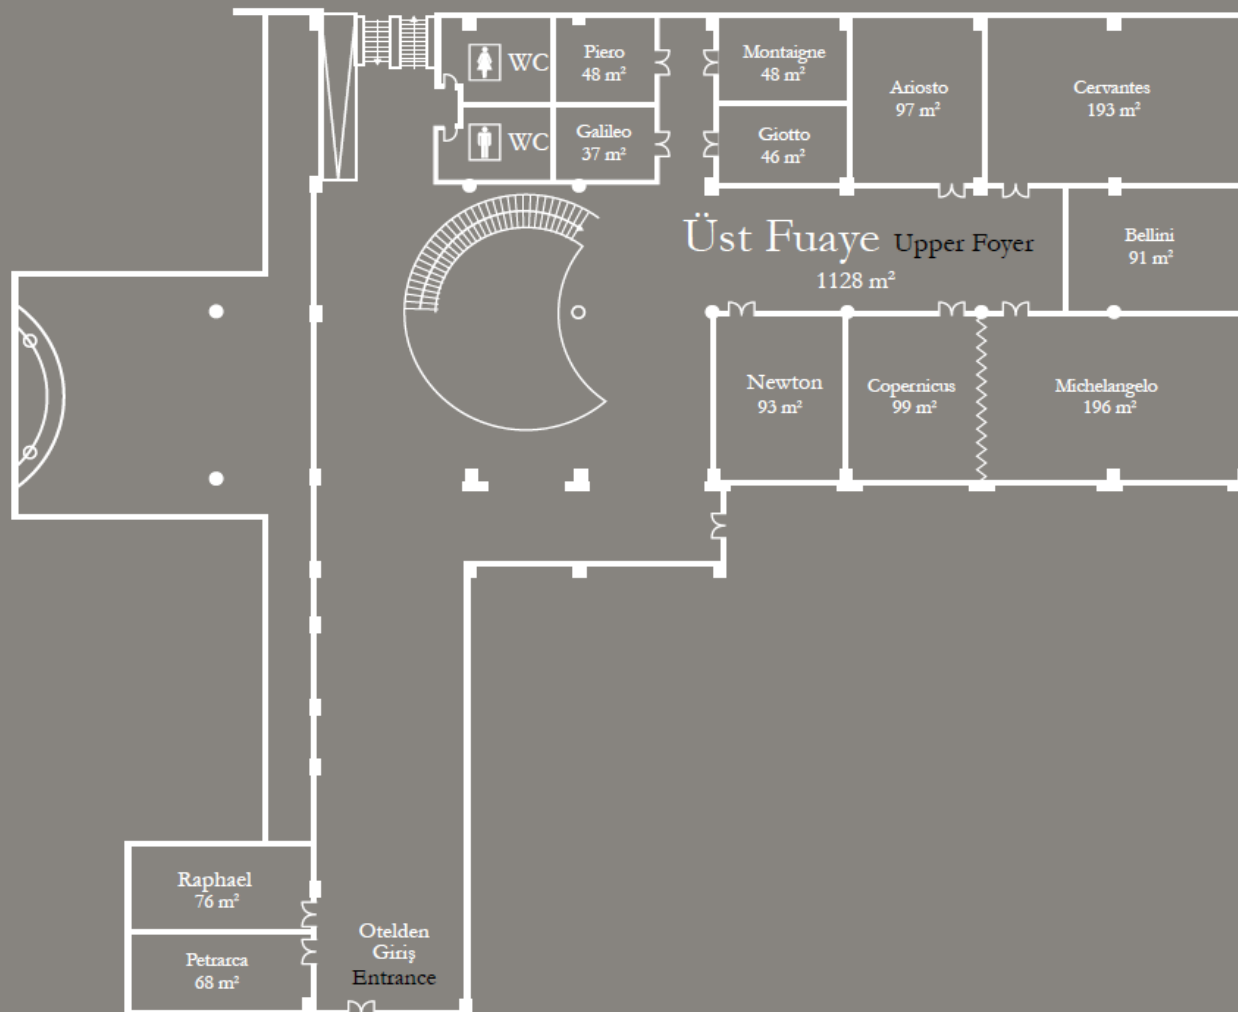 WC
Piero
48 m²
Montaigne
48 m²
Ariosto
97 m²
Cervantes
193 m²
WC
Galileo
37 m²
Giotto
46 m²
Üst Fuaye Upper Foyer
1128 m²
Bellini
91 m²
Newton
93 m²
Copernicus
99 m²
Michelangelo
196 m²
Raphael
76 m²
Petrarca
68 m²
Otelden
Giriş
Entrance